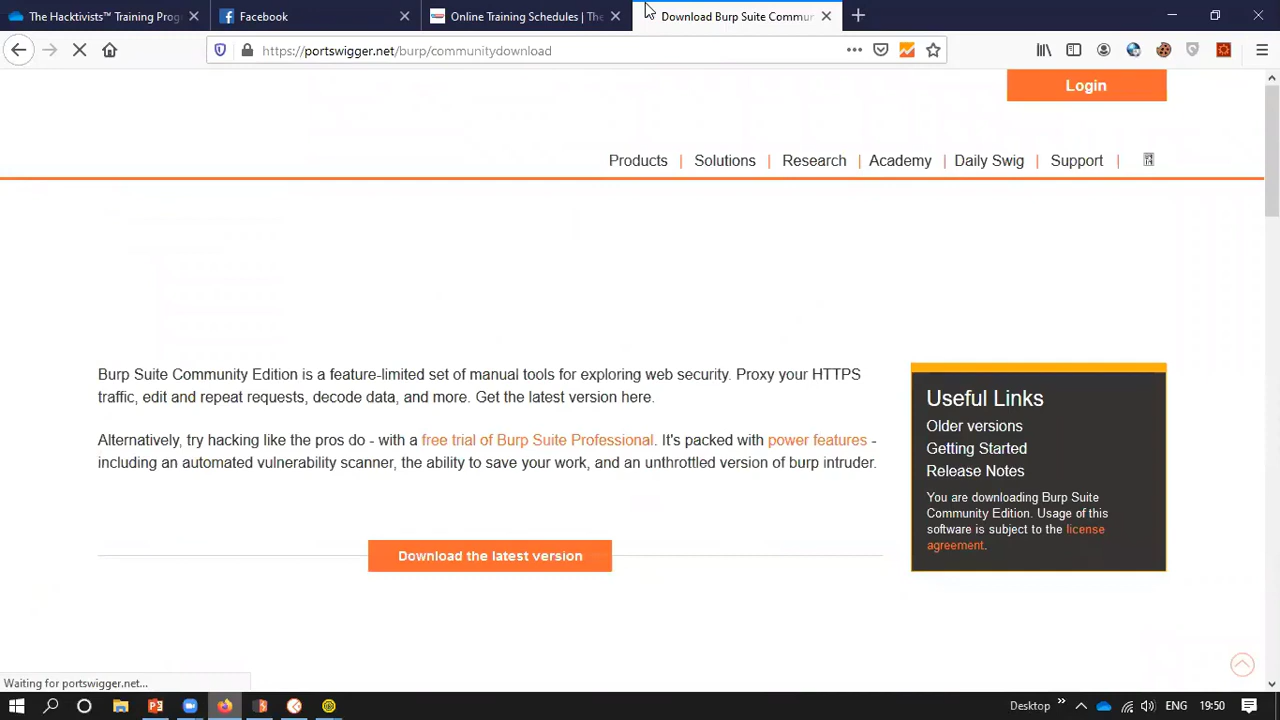 The Hacktivists™ Training Prog
Facebook
Online Training Schedules | The
Download Burp Suite Commun
https://portswigger.net/burp/communitydownload
Login
Products | Solutions | Research | Academy | Daily Swig | Support |
Burp Suite Community Edition is a feature-limited set of manual tools for exploring web security. Proxy your HTTPS
traffic, edit and repeat requests, decode data, and more. Get the latest version here.
Alternatively, try hacking like the pros do - with a free trial of Burp Suite Professional. It's packed with power features -
including an automated vulnerability scanner, the ability to save your work, and an unthrottled version of burp intruder.
Download the latest version
Useful Links
Older versions
Getting Started
Release Notes
You are downloading Burp Suite
Community Edition. Usage of this
software is subject to the license
agreement.
Waiting for portswigger.net...
Desktop
ENG
19:50